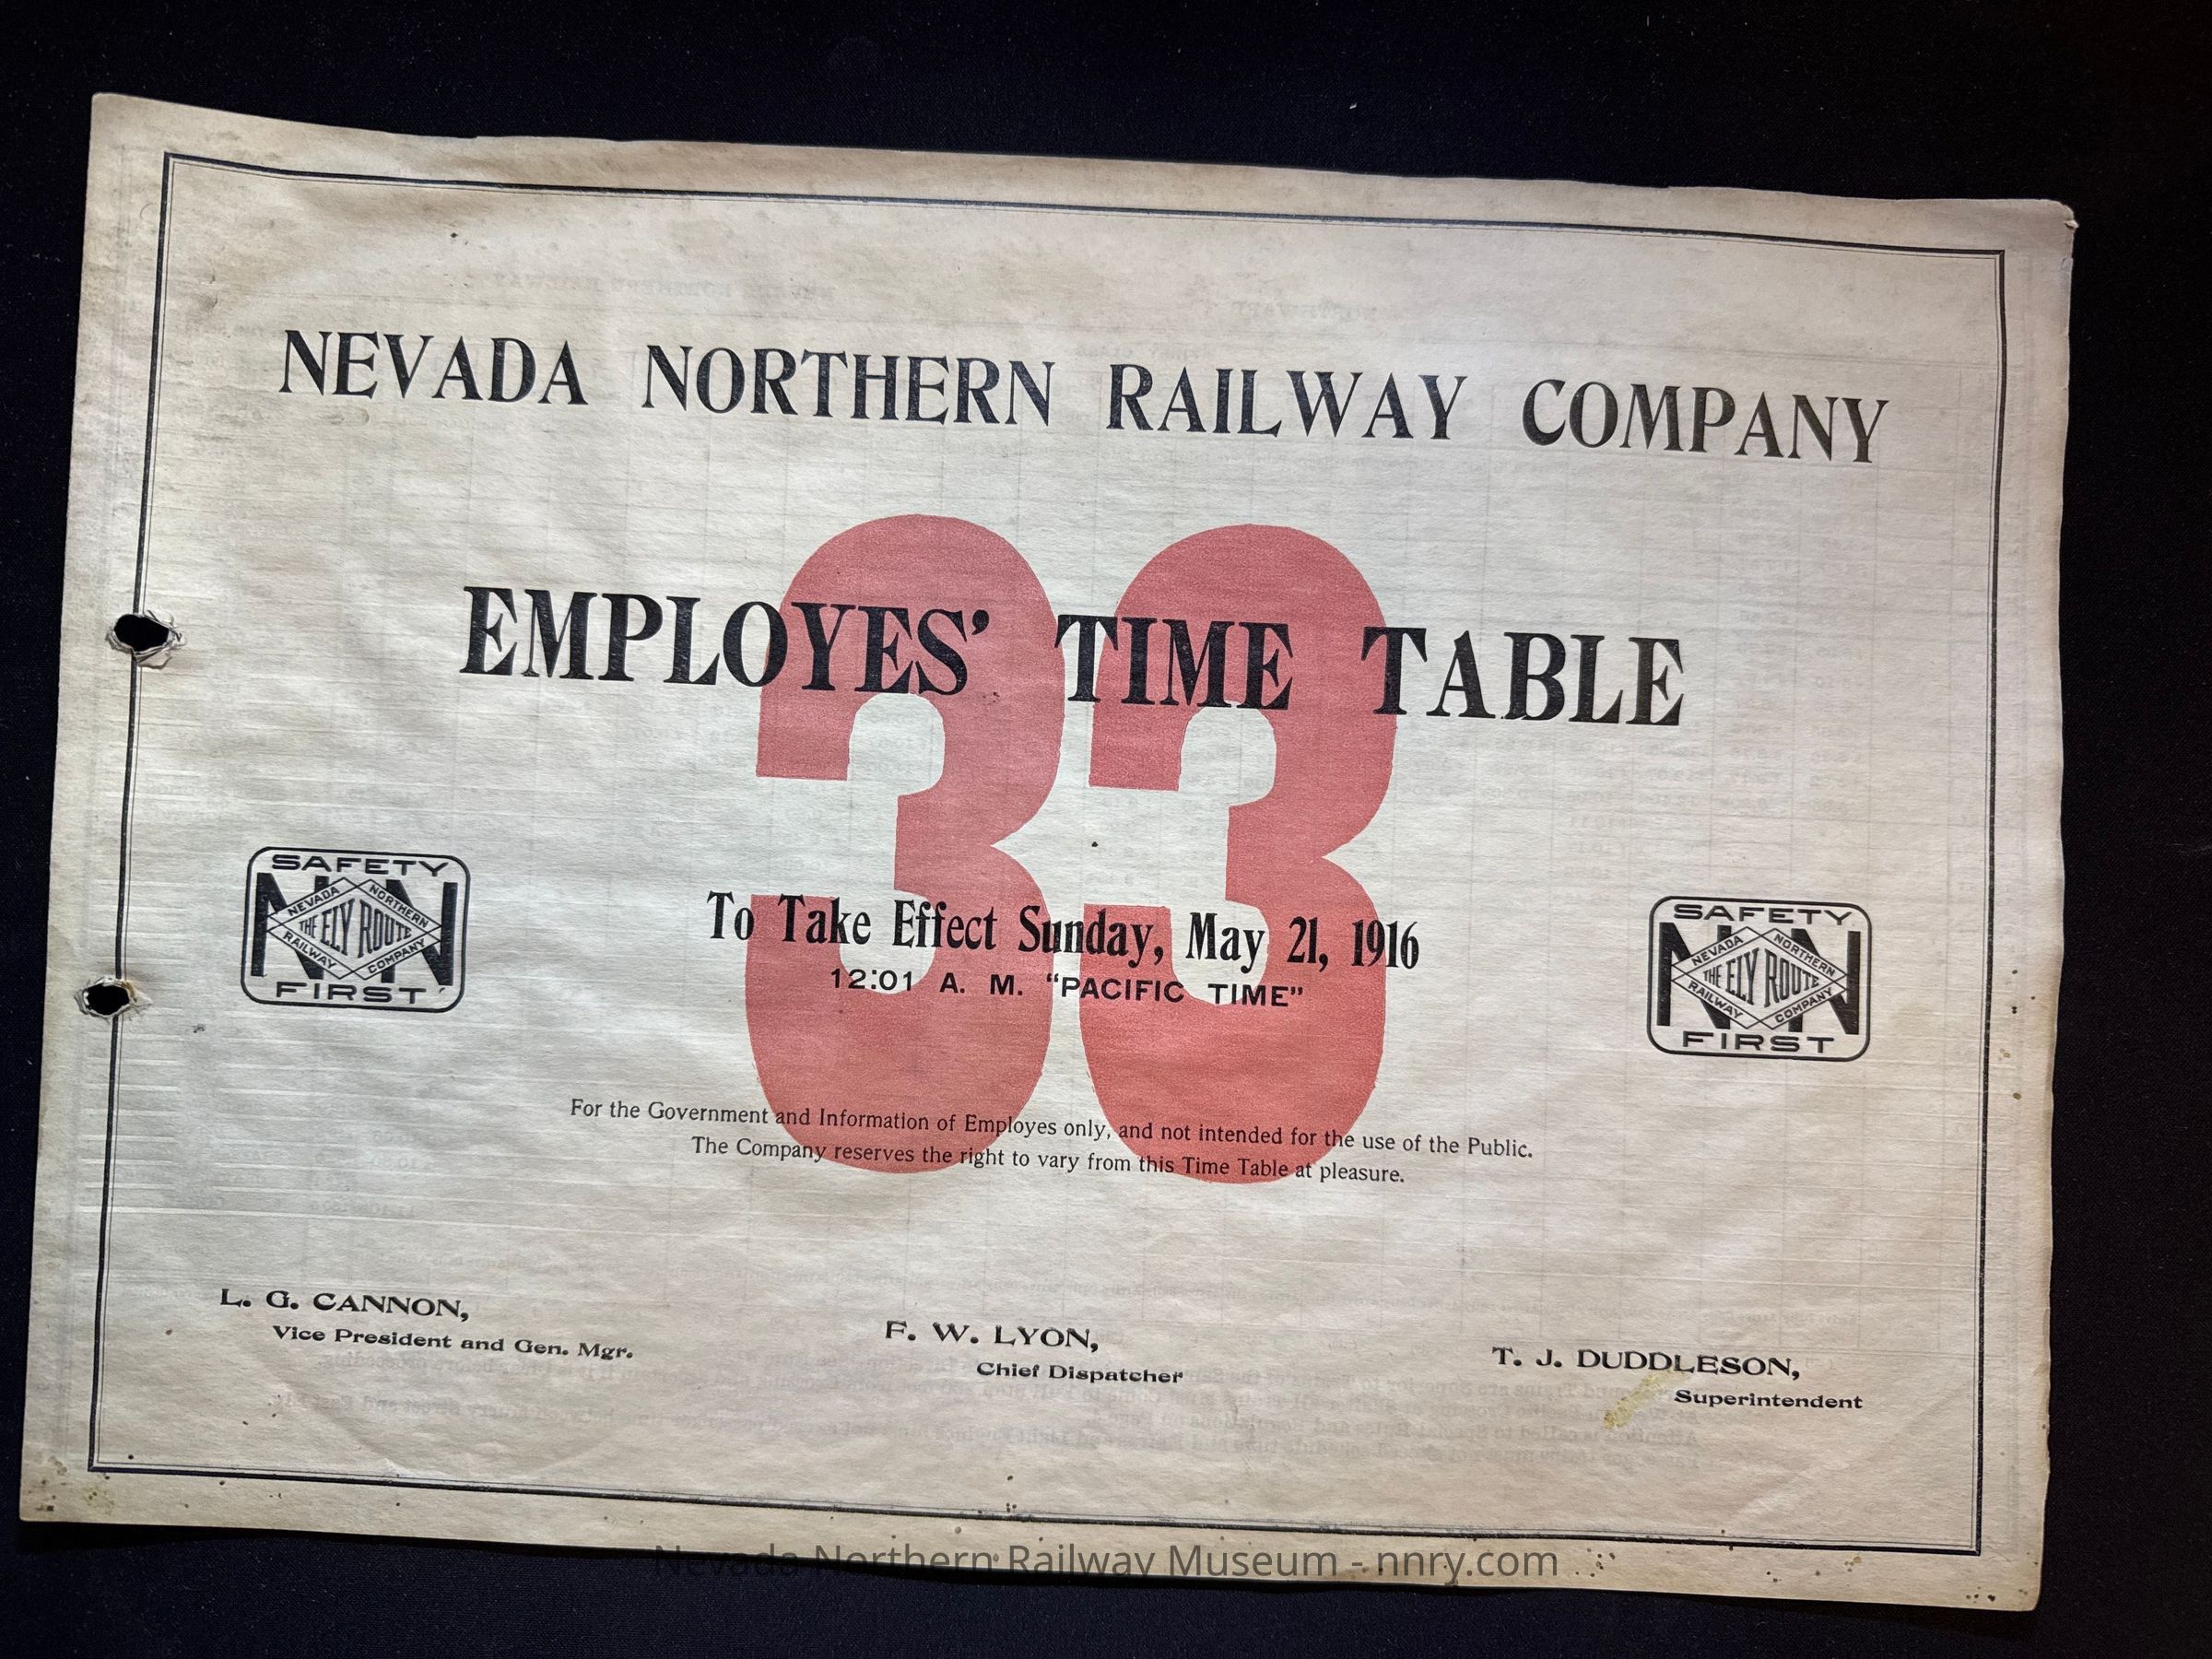 NEVADA NORTHERN RAILWAY COMPANY
33
EMPLOYES' TIME TABLE
To Take Effect Sunday, May 21, 1916
12:01 A. M. "PACIFIC TIME"
SAFETY
NN
NEVADA NORTHERN
THE ELY ROUTE
RAILWAY COMPANY
FIRST
SAFETY
NN
NEVADA NORTHERN
THE ELY ROUTE
RAILWAY COMPANY
FIRST
For the Government and Information of Employes only, and not intended for the use of the Public.
The Company reserves the right to vary from this Time Table at pleasure.
L. G. CANNON,
Vice President and Gen. Mgr.
F. W. LYON,
Chief Dispatcher
T. J. DUDDLESON,
Superintendent
Nevada Northern Railway Museum - nnry.com